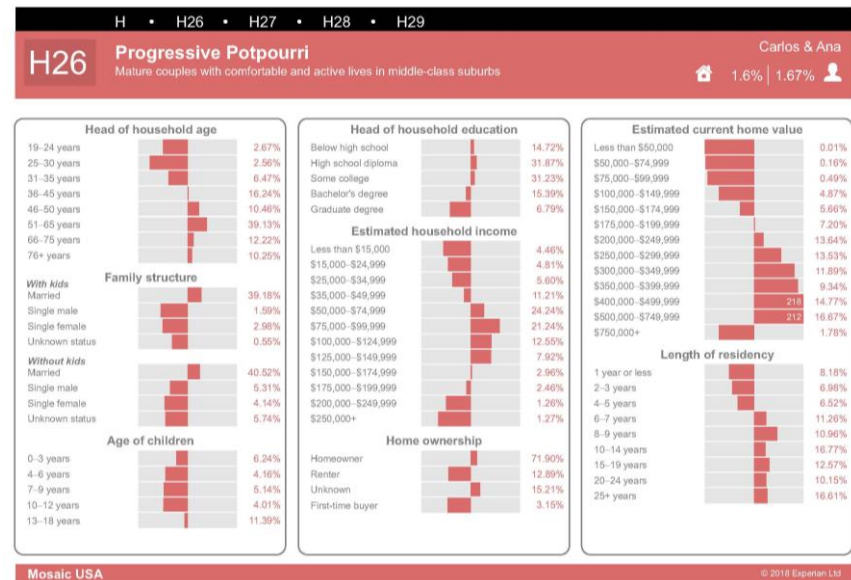 H • H26 • H27 • H28 • H29
H26
Progressive Potpourri
Mature couples with comfortable and active lives in middle-class suburbs
Carlos & Ana
1.6% | 1.67%
Head of household age
19–24 years 2.67%
25–30 years 2.56%
31–35 years 6.47%
36–45 years 16.24%
46–50 years 10.46%
51–65 years 39.13%
66–75 years 12.22%
76+ years 10.25%
Family structure
With kids
Married 39.18%
Single male 1.59%
Single female 2.98%
Unknown status 0.55%
Without kids
Married 40.52%
Single male 5.31%
Single female 4.14%
Unknown status 5.74%
Age of children
0–3 years 6.24%
4–6 years 4.16%
7–9 years 5.14%
10–12 years 4.01%
13–18 years 11.39%
Head of household education
Below high school 14.72%
High school diploma 31.87%
Some college 31.23%
Bachelor's degree 15.39%
Graduate degree 6.79%
Estimated household income
Less than $15,000 4.46%
$15,000–$24,999 4.81%
$25,000–$34,999 5.60%
$35,000–$49,999 11.21%
$50,000–$74,999 24.24%
$75,000–$99,999 21.24%
$100,000–$124,999 12.55%
$125,000–$149,999 7.92%
$150,000–$174,999 2.96%
$175,000–$199,999 2.46%
$200,000–$249,999 1.26%
$250,000+ 1.27%
Home ownership
Homeowner 71.90%
Renter 12.89%
Unknown 15.21%
First-time buyer 3.15%
Estimated current home value
Less than $50,000 0.01%
$50,000–$74,999 0.16%
$75,000–$99,999 0.49%
$100,000–$149,999 4.87%
$150,000–$174,999 5.66%
$175,000–$199,999 7.20%
$200,000–$249,999 13.64%
$250,000–$299,999 13.53%
$300,000–$349,999 11.89%
$350,000–$399,999 9.34%
$400,000–$499,999 218 14.77%
$500,000–$749,999 212 16.67%
$750,000+ 1.78%
Length of residency
1 year or less 8.18%
2–3 years 6.98%
4–5 years 6.52%
6–7 years 11.26%
8–9 years 10.96%
10–14 years 16.77%
15–19 years 12.57%
20–24 years 10.15%
25+ years 16.61%
Mosaic USA
© 2018 Experian Ltd